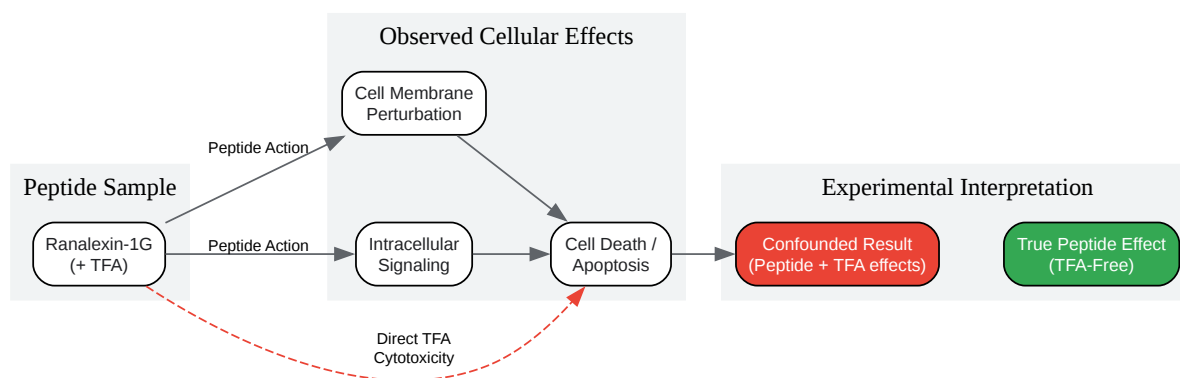 Observed Cellular Effects
Cell Membrane
Perturbation
Peptide Action
Peptide Sample
Experimental Interpretation
Ranalexin-1G
(+ TFA)
Peptide Action
Intracellular
Signaling
Cell Death /
Apoptosis
Confounded Result
(Peptide + TFA effects)
True Peptide Effect
(TFA-Free)
Direct TFA
Cytotoxicity